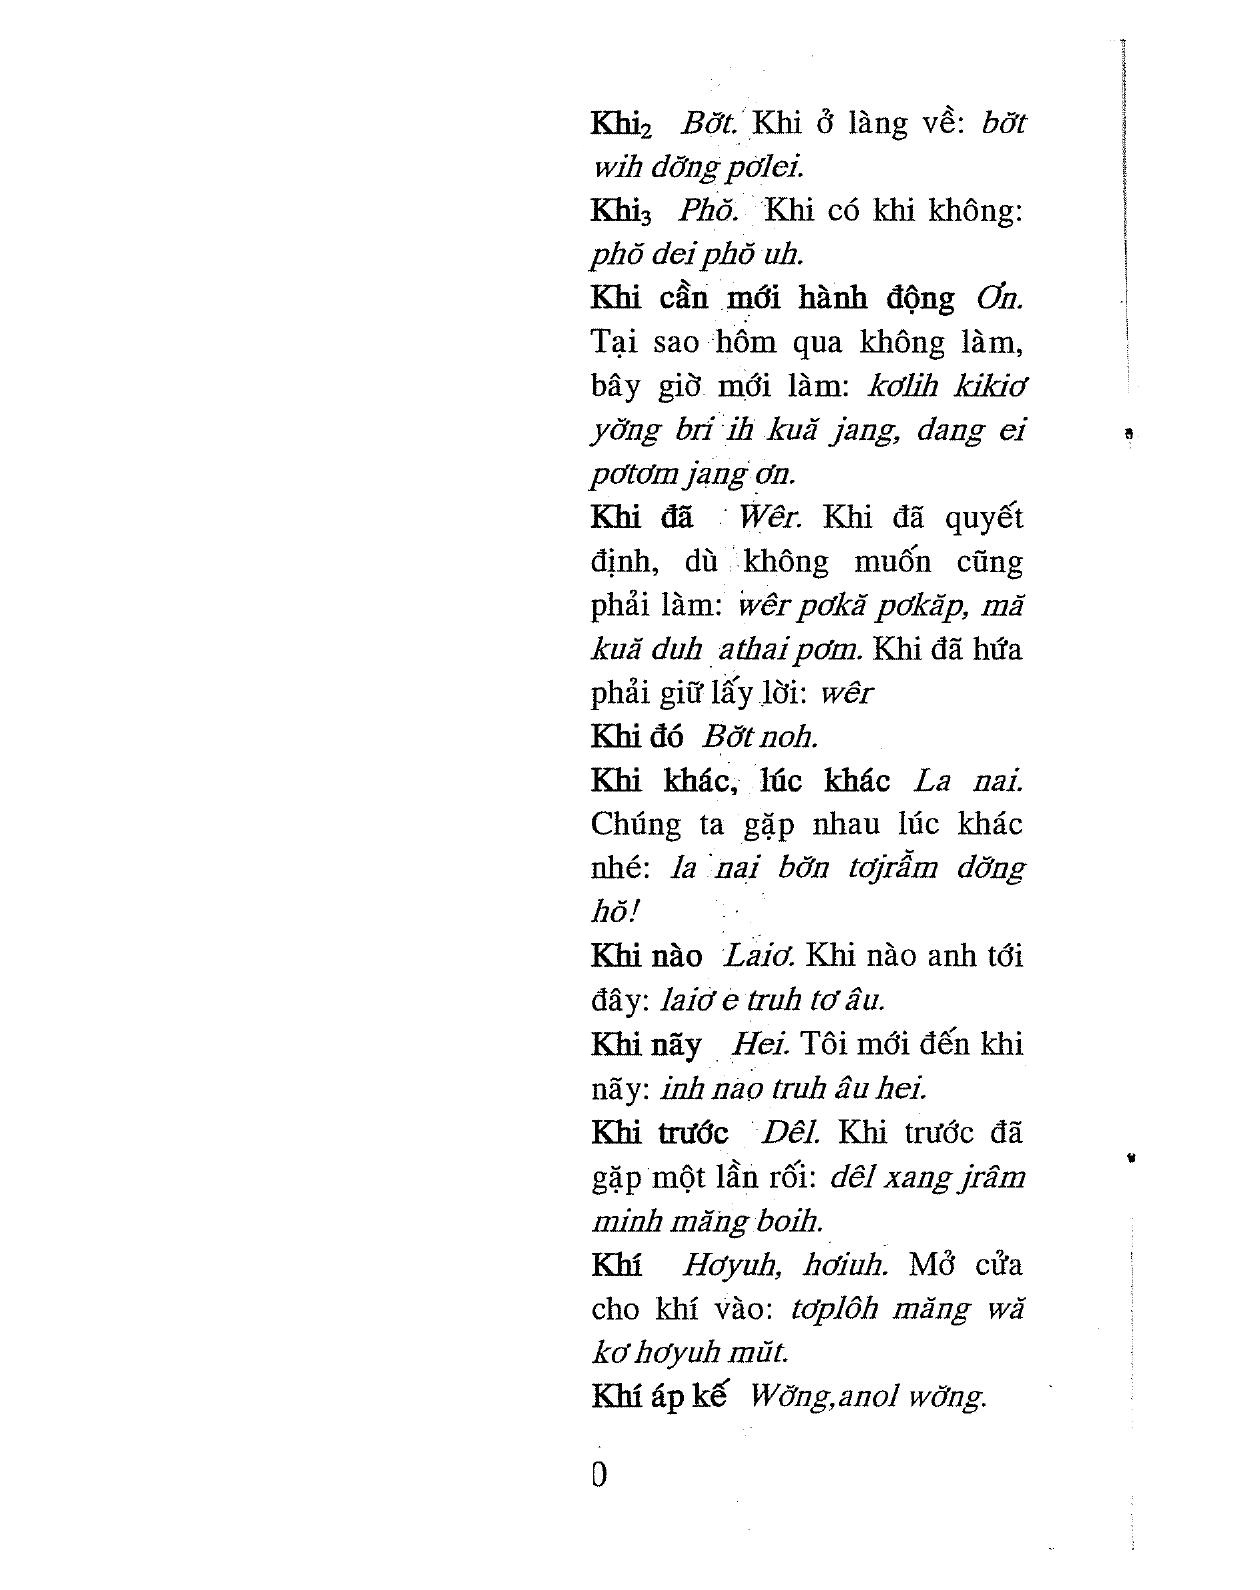 Khi₂ Bơ̆t. Khi ở làng về: bơ̆t
wih dơ̆ng pơlei.
Khi₃ Phŏ. Khi có khi không:
phŏ dei phŏ uh.
Khi cần mới hành động Ơn.
Tại sao hôm qua không làm,
bây giờ mới làm: kơlih kikiơ
yơ̆ng brí ih kuă jang, dang ei
pơtơm jang ơn.
Khi đã Wêr. Khi đã quyết
định, dù không muốn cũng
phải làm: wêr pơkă pơkăp, mă
kuă duh athai pơm. Khi đã hứa
phải giữ lấy lời: wêr
Khi đó Bơ̆t noh.
Khi khác, lúc khác La nai.
Chúng ta gặp nhau lúc khác
nhé: la nai bơ̆n tơjrâ̆m dơ̆ng
hŏ!
Khi nào Laiơ. Khi nào anh tới
đây: laiơ e truh tơ âu.
Khi nãy Hei. Tôi mới đến khi
nãy: inh nao truh âu hei.
Khi trước Dêl. Khi trước đã
gặp một lần rối: dêl xang jrâm
minh măng boih.
Khí Hơyuh, hơiuh. Mở cửa
cho khí vào: tơplôh măng wă
kơ hơyuh mŭt.
Khí áp kế Wơ̆ng,anol wơ̆ng.
0